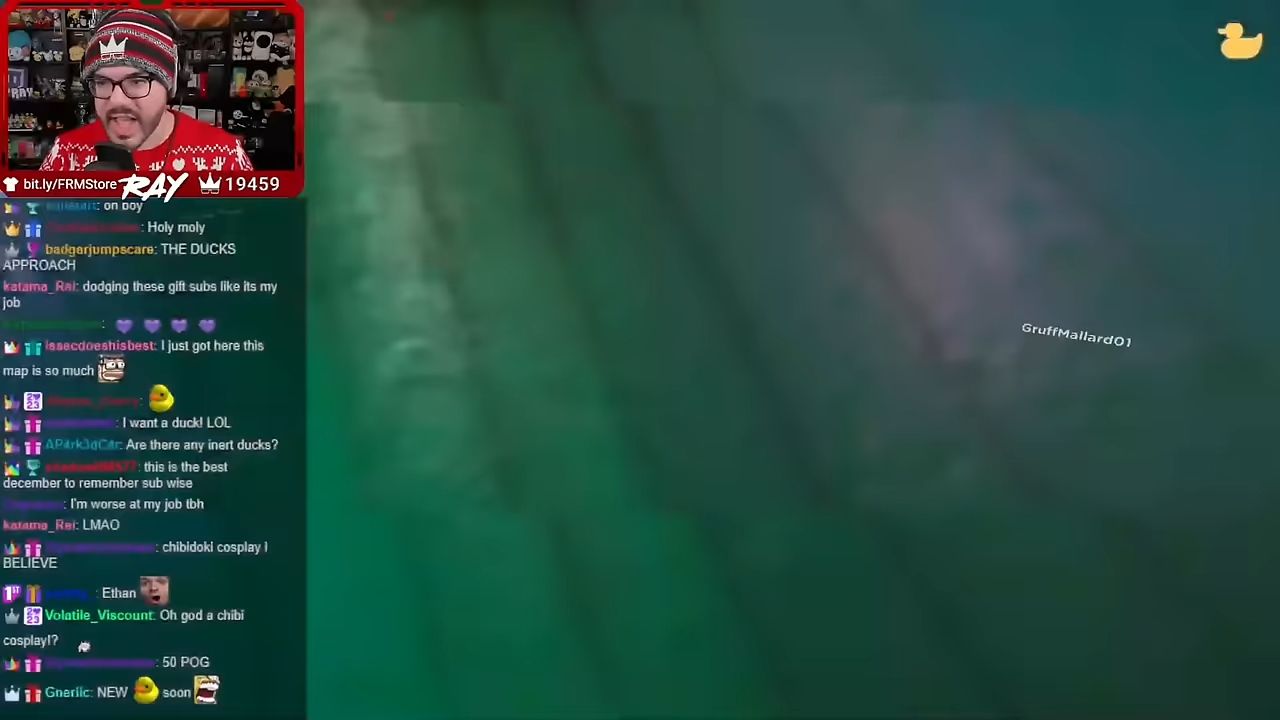 bit.ly/FRMStore RAY 19459
: oh boy
: Holy moly
badgerjumpscare: THE DUCKS
APPROACH
katama_Rei: dodging these gift subs like its my
job
Issacdoeshisbest: I just got here this
map is so much
: I want a duck! LOL
AP4rk3dC4r: Are there any inert ducks?
: this is the best
december to remember sub wise
: I'm worse at my job tbh
katama_Rei: LMAO
: chibidoki cosplay I
BELIEVE
1ST : Ethan
Volatile_Viscount: Oh god a chibi
cosplay!?
: 50 POG
Gnerlic: NEW soon
GruffMallard01